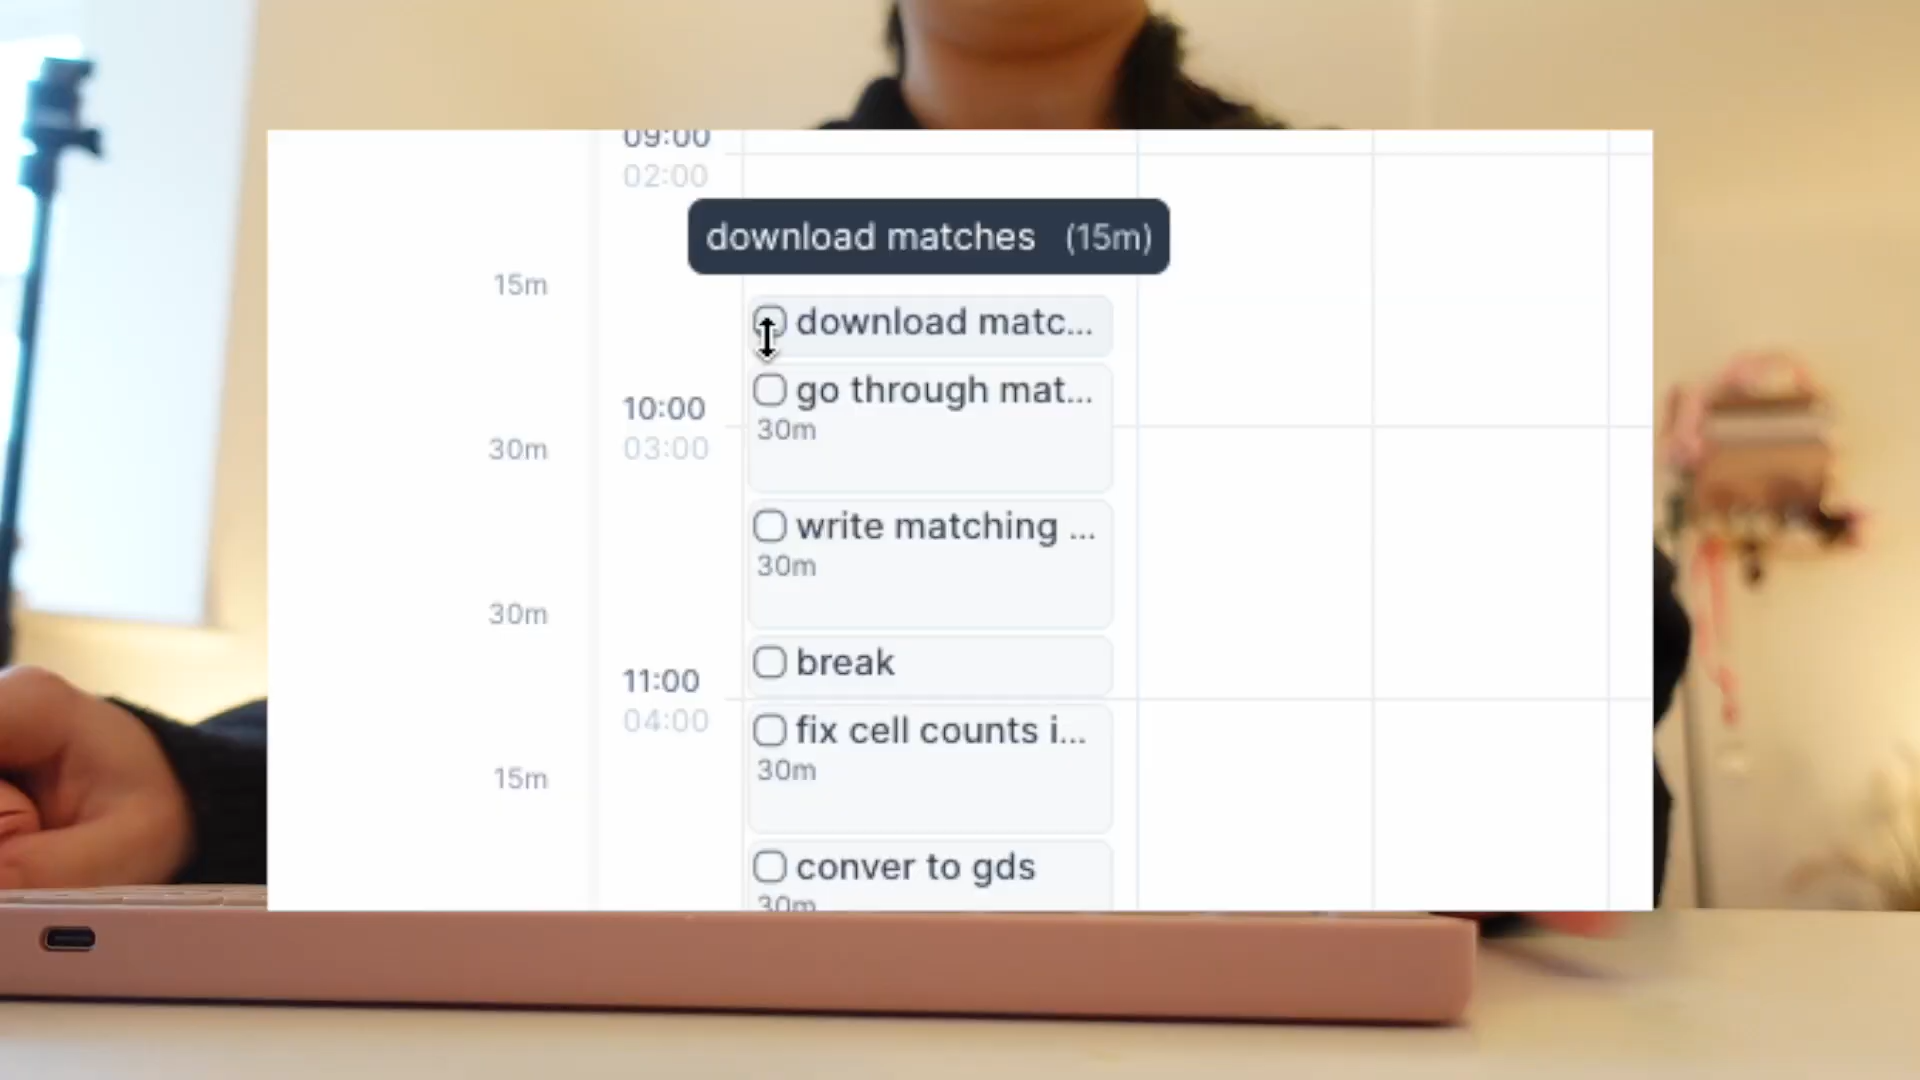 09:00
02:00
download matches (15m)
15m
download matc...
go through mat...
10:00
30m
03:00
30m
write matching ...
30m
30m
break
11:00
04:00
fix cell counts i...
30m
15m
conver to gds
30m